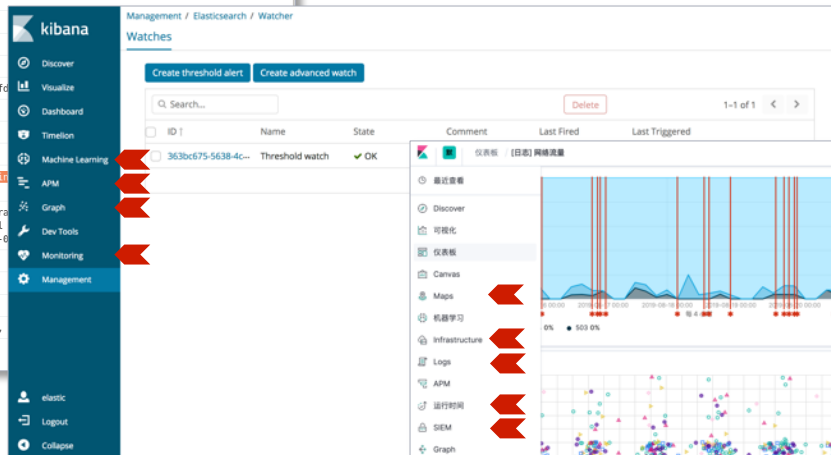 kibana
Discover
Visualize
Dashboard
Timelion
Machine Learning
APM
Graph
Dev Tools
Monitoring
Management
elastic
Logout
Collapse
Management / Elasticsearch / Watcher
Watches
Create threshold alert
Create advanced watch
Search...
Delete
1–1 of 1
ID
Name
State
Comment
Last Fired
Last Triggered
363bc675-5638-4c...
Threshold watch
OK
仪表板
[日志] 网络流量
最近查看
Discover
可视化
仪表板
Canvas
Maps
机器学习
Infrastructure
Logs
APM
运行时间
SIEM
Graph
0%
503 0%